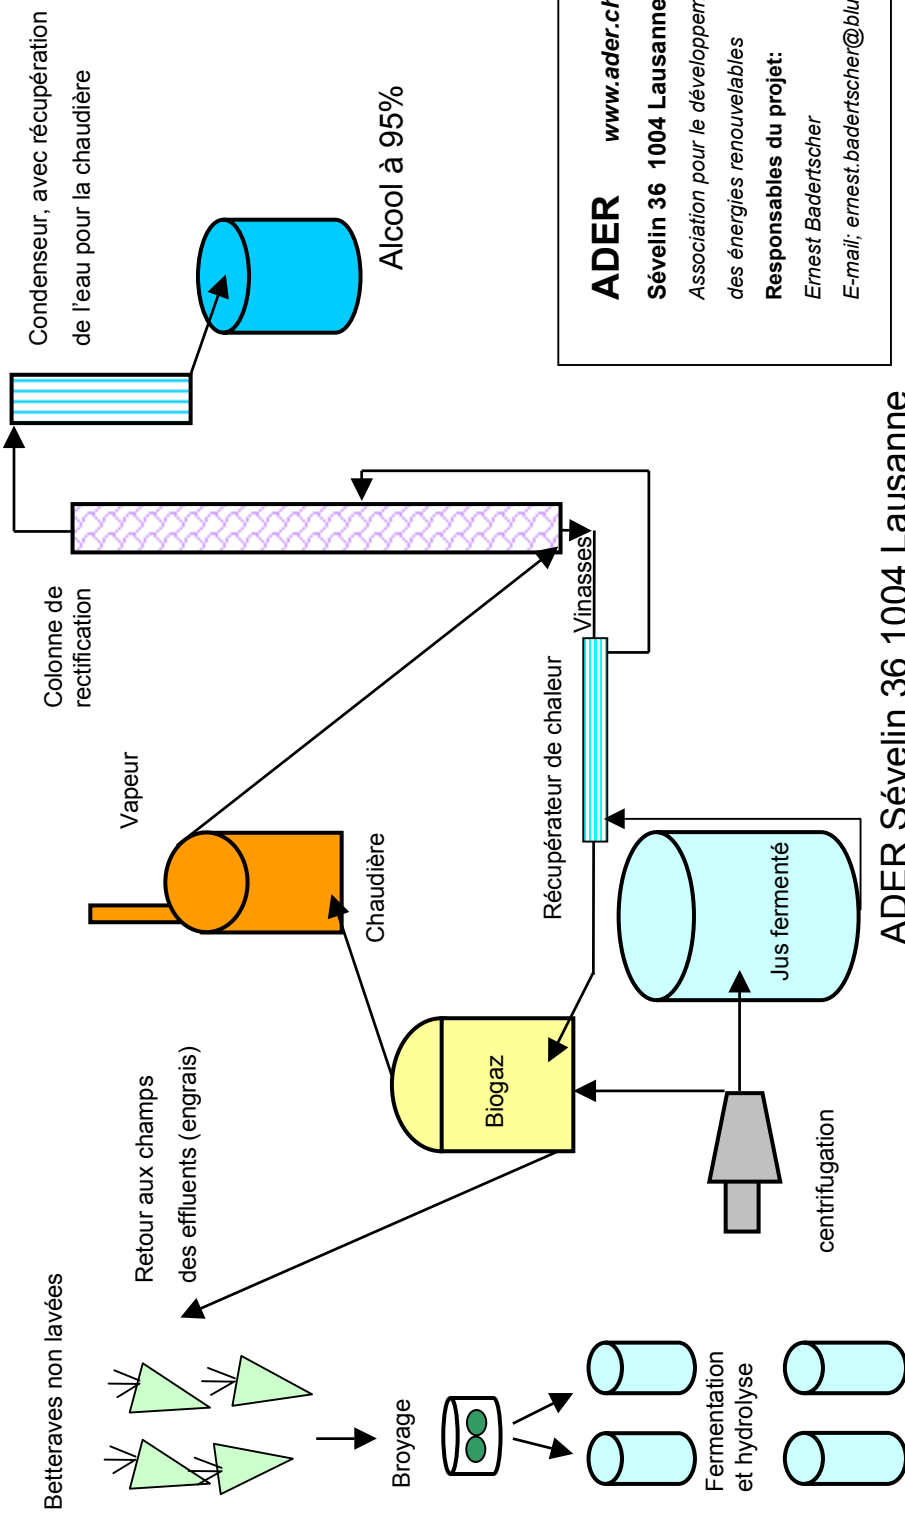 Betteraves non lavées
Retour aux champs
des effluents (engrais)
Vapeur
Colonne de
rectification
Condenseur, avec récupération
de l'eau pour la chaudière
Alcool à 95%
Broyage
Chaudière
Biogaz
Récupérateur de chaleur
Vinasses
Fermentation
et hydrolyse
centrifugation
Jus fermenté
ADER www.ader.ch
Sévelin 36 1004 Lausanne
Association pour le développem
des énergies renouvelables
Responsables du projet:
Ernest Badertscher
E-mail; ernest.badertscher@blu
ADER Sévelin 36 1004 Lausanne